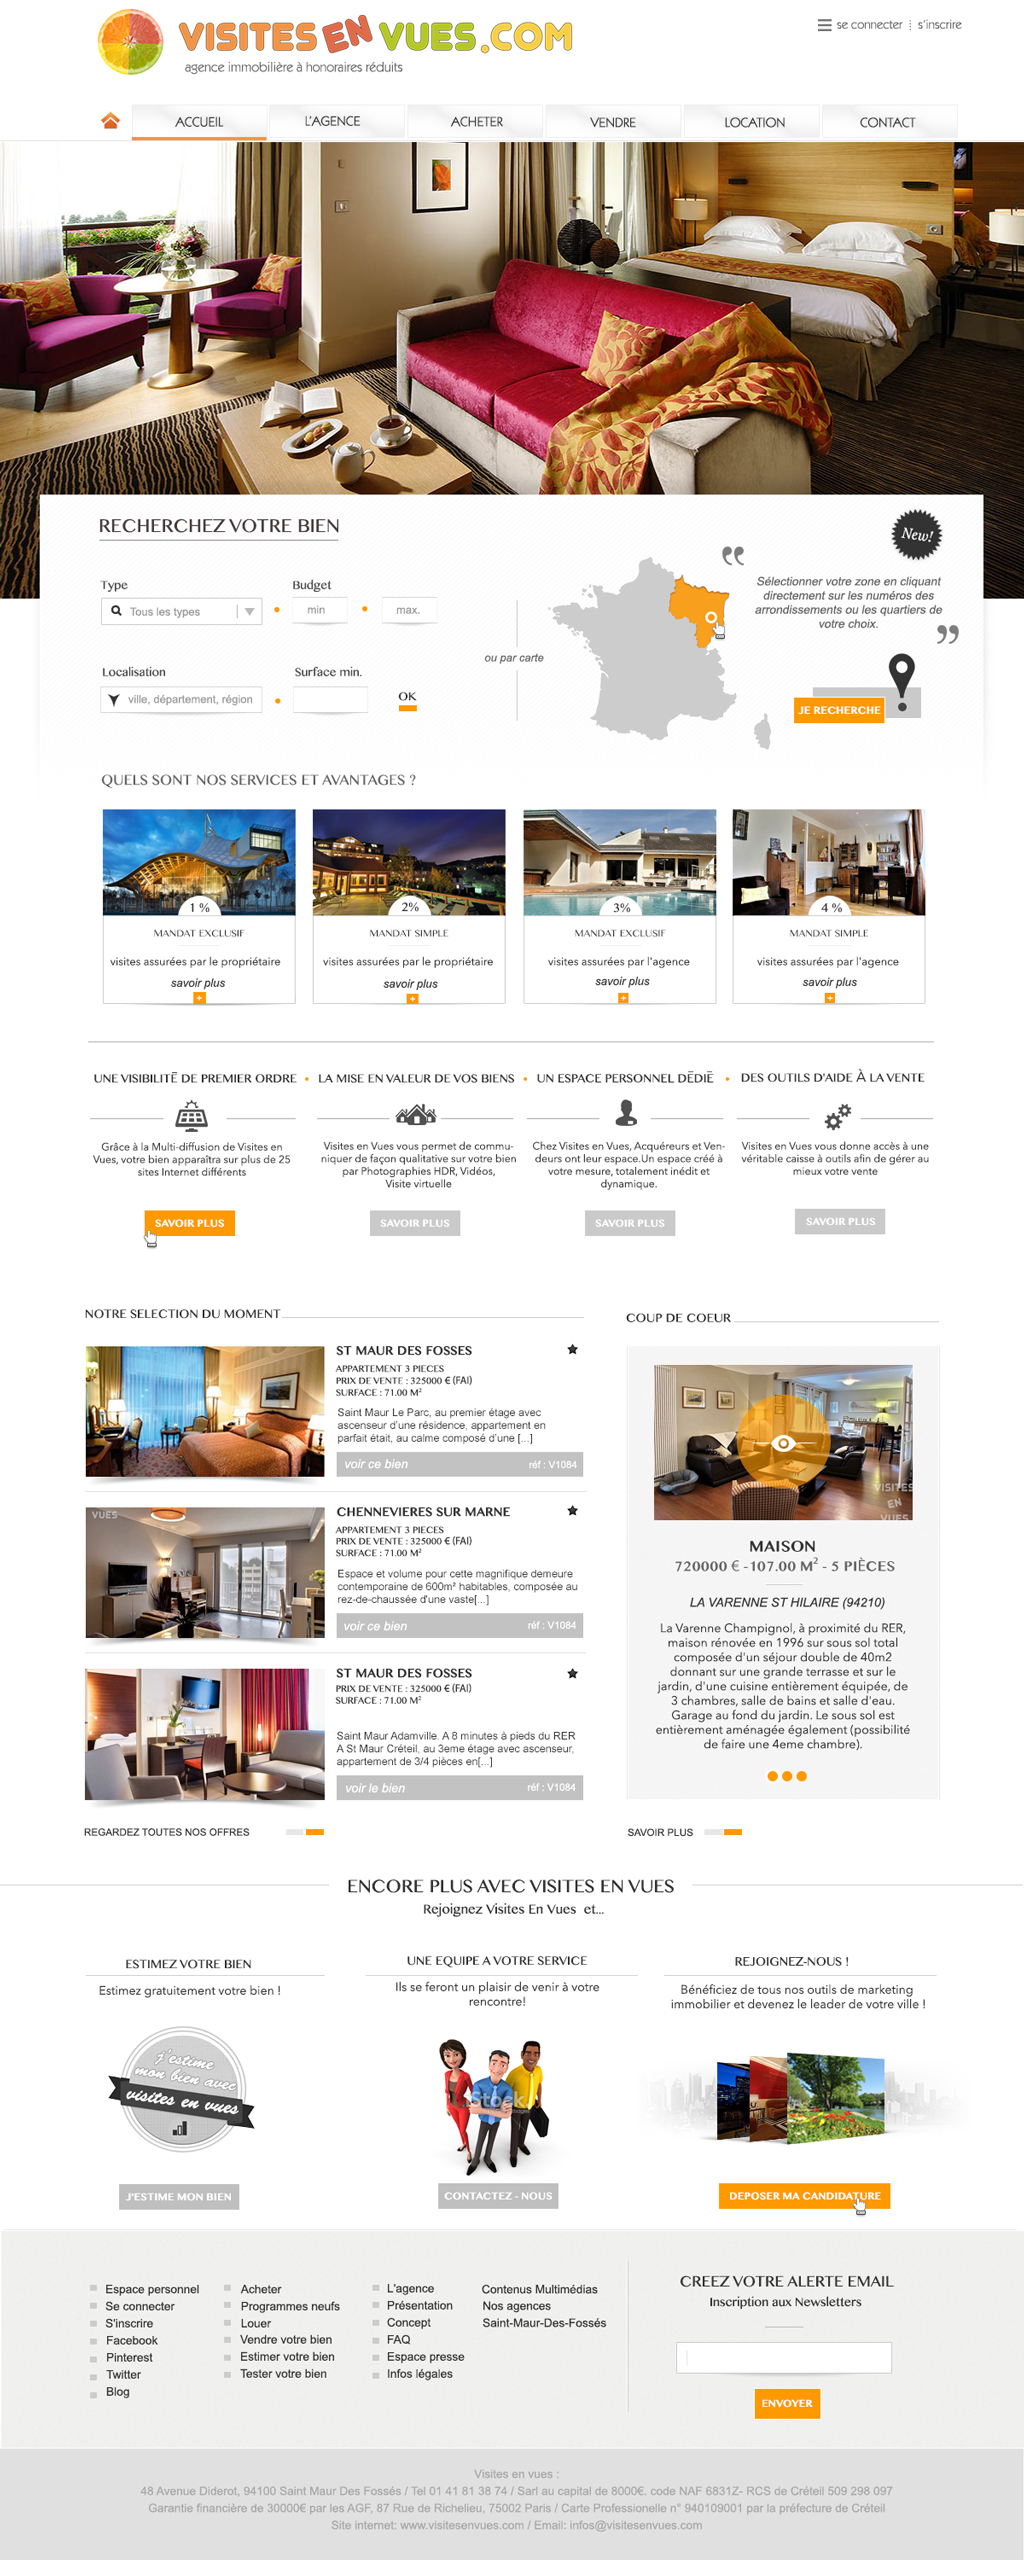 VISITES EN VUES.COM
agence immobilière à honoraires réduits
se connecter
s'inscrire
ACCUEIL
L'AGENCE
ACHETER
VENDRE
LOCATION
CONTACT
RECHERCHEZ VOTRE BIEN
Type
Budget
Tous les types
min
max.
Localisation
Surface min.
ville, département, région
OK
ou par carte
New!
Sélectionner votre zone en cliquant
directement sur les numéros des
arrondissements ou les quartiers de
votre choix.
JE RECHERCHE
QUELS SONT NOS SERVICES ET AVANTAGES ?
1 %
MANDAT EXCLUSIF
visites assurées par le propriétaire
savoir plus
2%
MANDAT SIMPLE
visites assurées par le propriétaire
savoir plus
3%
MANDAT EXCLUSIF
visites assurées par l'agence
savoir plus
4 %
MANDAT SIMPLE
visites assurées par l'agence
savoir plus
UNE VISIBILITÉ DE PREMIER ORDRE
Grâce à la Multi-diffusion de Visites en
Vues, votre bien apparaîtra sur plus de 25
sites Internet différents
SAVOIR PLUS
LA MISE EN VALEUR DE VOS BIENS
Visites en Vues vous permet de commu-
niquer de façon qualitative sur votre bien
par Photographies HDR, Vidéos,
Visite virtuelle
SAVOIR PLUS
UN ESPACE PERSONNEL DÉDIÉ
Chez Visites en Vues, Acquéreurs et Ven-
deurs ont leur espace.Un espace créé à
votre mesure, totalement inédit et
dynamique.
SAVOIR PLUS
DES OUTILS D'AIDE À LA VENTE
Visites en Vues vous donne accès à une
véritable caisse à outils afin de gérer au
mieux votre vente
SAVOIR PLUS
NOTRE SELECTION DU MOMENT
ST MAUR DES FOSSES
APPARTEMENT 3 PIECES
PRIX DE VENTE : 325000 € (FAI)
SURFACE : 71.00 M²
Saint Maur Le Parc, au premier étage avec
ascenseur d'une résidence, appartement en
parfait était, au calme composé d'une [...]
voir ce bien
réf : V1084
VUES
CHENNEVIERES SUR MARNE
APPARTEMENT 3 PIECES
PRIX DE VENTE : 325000 € (FAI)
SURFACE : 71.00 M²
Espace et volume pour cette magnifique demeure
contemporaine de 600m² habitables, composée au
rez-de-chaussée d'une vaste[...]
voir ce bien
réf : V1084
ST MAUR DES FOSSES
PRIX DE VENTE : 325000 € (FAI)
SURFACE : 71.00 M²
Saint Maur Adamville. A 8 minutes à pieds du RER
A St Maur Créteil, au 3eme étage avec ascenseur,
appartement de 3/4 pièces en[...]
voir le bien
réf : V1084
REGARDEZ TOUTES NOS OFFRES
COUP DE COEUR
VISITES
EN
VUES
MAISON
720000 € -107.00 M² - 5 PIÈCES
LA VARENNE ST HILAIRE (94210)
La Varenne Champignol, à proximité du RER,
maison rénovée en 1996 sur sous sol total
composée d'un séjour double de 40m2
donnant sur une grande terrasse et sur le
jardin, d'une cuisine entièrement équipée, de
3 chambres, salle de bains et salle d'eau.
Garage au fond du jardin. Le sous sol est
entièrement aménagée également (possibilité
de faire une 4eme chambre).
SAVOIR PLUS
ENCORE PLUS AVEC VISITES EN VUES
Rejoignez Visites En Vues et...
ESTIMEZ VOTRE BIEN
Estimez gratuitement votre bien !
j'estime
mon bien avec
visites en vues
J'ESTIME MON BIEN
UNE EQUIPE A VOTRE SERVICE
Ils se feront un plaisir de venir à votre
rencontre!
iStock
CONTACTEZ - NOUS
REJOIGNEZ-NOUS !
Bénéficiez de tous nos outils de marketing
immobilier et devenez le leader de votre ville !
DEPOSER MA CANDIDATURE
Espace personnel
Se connecter
S'inscrire
Facebook
Pinterest
Twitter
Blog
Acheter
Programmes neufs
Louer
Vendre votre bien
Estimer votre bien
Tester votre bien
L'agence
Présentation
Concept
FAQ
Espace presse
Infos légales
Contenus Multimédias
Nos agences
Saint-Maur-Des-Fossés
CREEZ VOTRE ALERTE EMAIL
Inscription aux Newsletters
ENVOYER
Visites en vues :
48 Avenue Diderot, 94100 Saint Maur Des Fossés / Tel 01 41 81 38 74 / Sarl au capital de 8000€. code NAF 6831Z- RCS de Créteil 509 298 097
Garantie financière de 30000€ par les AGF, 87 Rue de Richelieu, 75002 Paris / Carte Professionelle n° 940109001 par la préfecture de Créteil
Site internet: www.visitesenvues.com / Email: infos@visitesenvues.com